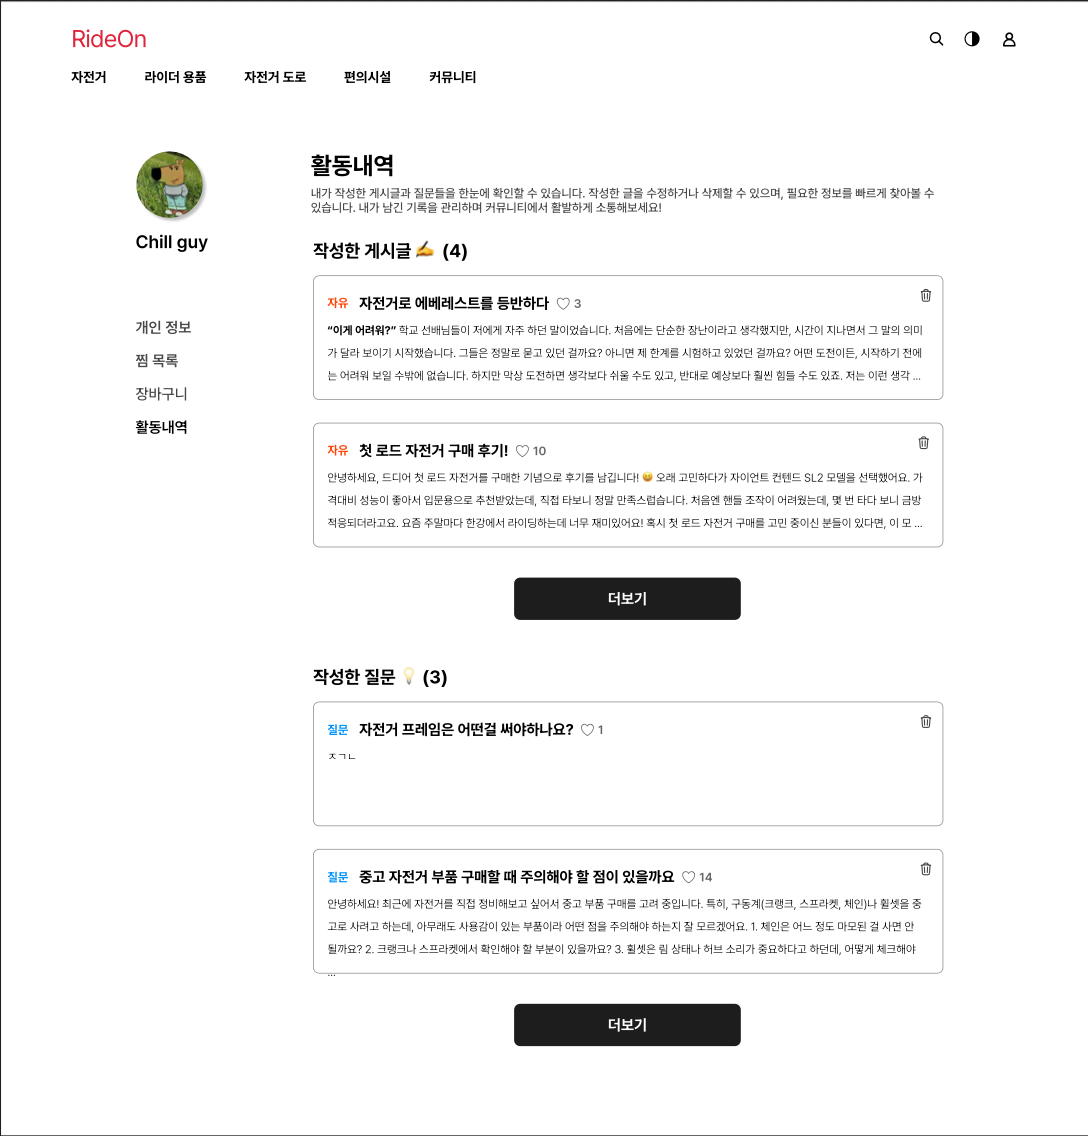 RideOn
자전거 라이더 용품 자전거 도로 편의시설 커뮤니티
Chill guy
개인 정보
찜 목록
장바구니
활동내역
활동내역
내가 작성한 게시글과 질문들을 한눈에 확인할 수 있습니다. 작성한 글을 수정하거나 삭제할 수 있으며, 필요한 정보를 빠르게 찾아볼 수
있습니다. 내가 남긴 기록을 관리하며 커뮤니티에서 활발하게 소통해보세요!
작성한 게시글 ✍️ (4)
자유 자전거로 에베레스트를 등반하다 ♡ 3
“이게 어려워?” 학교 선배님들이 저에게 자주 하던 말이었습니다. 처음에는 단순한 장난이라고 생각했지만, 시간이 지나면서 그 말의 의미
가 달라 보이기 시작했습니다. 그들은 정말로 묻고 있던 걸까요? 아니면 제 한계를 시험하고 있었던 걸까요? 어떤 도전이든, 시작하기 전에
는 어려워 보일 수밖에 없습니다. 하지만 막상 도전하면 생각보다 쉬울 수도 있고, 반대로 예상보다 훨씬 힘들 수도 있죠. 저는 이런 생각 ...
자유 첫 로드 자전거 구매 후기! ♡ 10
안녕하세요, 드디어 첫 로드 자전거를 구매한 기념으로 후기를 남깁니다! 😄 오래 고민하다가 자이언트 컨텐드 SL2 모델을 선택했어요. 가
격대비 성능이 좋아서 입문용으로 추천받았는데, 직접 타보니 정말 만족스럽습니다. 처음엔 핸들 조작이 어려웠는데, 몇 번 타다 보니 금방
적응되더라고요. 요즘 주말마다 한강에서 라이딩하는데 너무 재미있어요! 혹시 첫 로드 자전거 구매를 고민 중이신 분들이 있다면, 이 모 ...
더보기
작성한 질문 💡 (3)
질문 자전거 프레임은 어떤걸 써야하나요? ♡ 1
ㅈㄱㄴ
질문 중고 자전거 부품 구매할 때 주의해야 할 점이 있을까요 ♡ 14
안녕하세요! 최근에 자전거를 직접 정비해보고 싶어서 중고 부품 구매를 고려 중입니다. 특히, 구동계(크랭크, 스프라켓, 체인)나 휠셋을 중
고로 사려고 하는데, 아무래도 사용감이 있는 부품이라 어떤 점을 주의해야 하는지 잘 모르겠어요. 1. 체인은 어느 정도 마모된 걸 사면 안
될까요? 2. 크랭크나 스프라켓에서 확인해야 할 부분이 있을까요? 3. 휠셋은 림 상태나 허브 소리가 중요하다고 하던데, 어떻게 체크해야
...
더보기